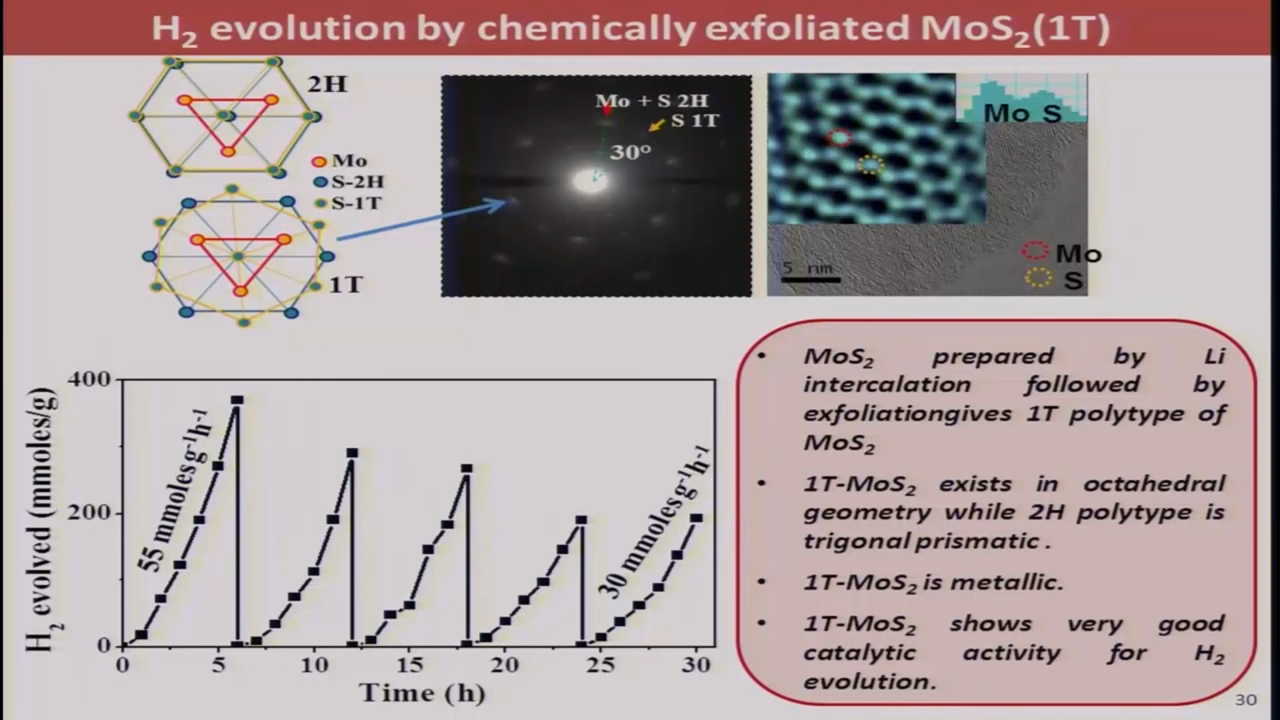 H₂ evolution by chemically exfoliated MoS₂(1T)
2H
Mo
S-2H
S-1T
1T
Mo + S 2H
S 1T
30°
Mo S
5 nm
Mo
S
H₂ evolved (mmoles/g)
400
200
0
55 mmoles g⁻¹h⁻¹
30 mmoles g⁻¹h⁻¹
0 5 10 15 20 25 30
Time (h)
• MoS₂ prepared by Li
intercalation followed by
exfoliationgives 1T polytype of
MoS₂
• 1T-MoS₂ exists in octahedral
geometry while 2H polytype is
trigonal prismatic .
• 1T-MoS₂ is metallic.
• 1T-MoS₂ shows very good
catalytic activity for H₂
evolution.
30